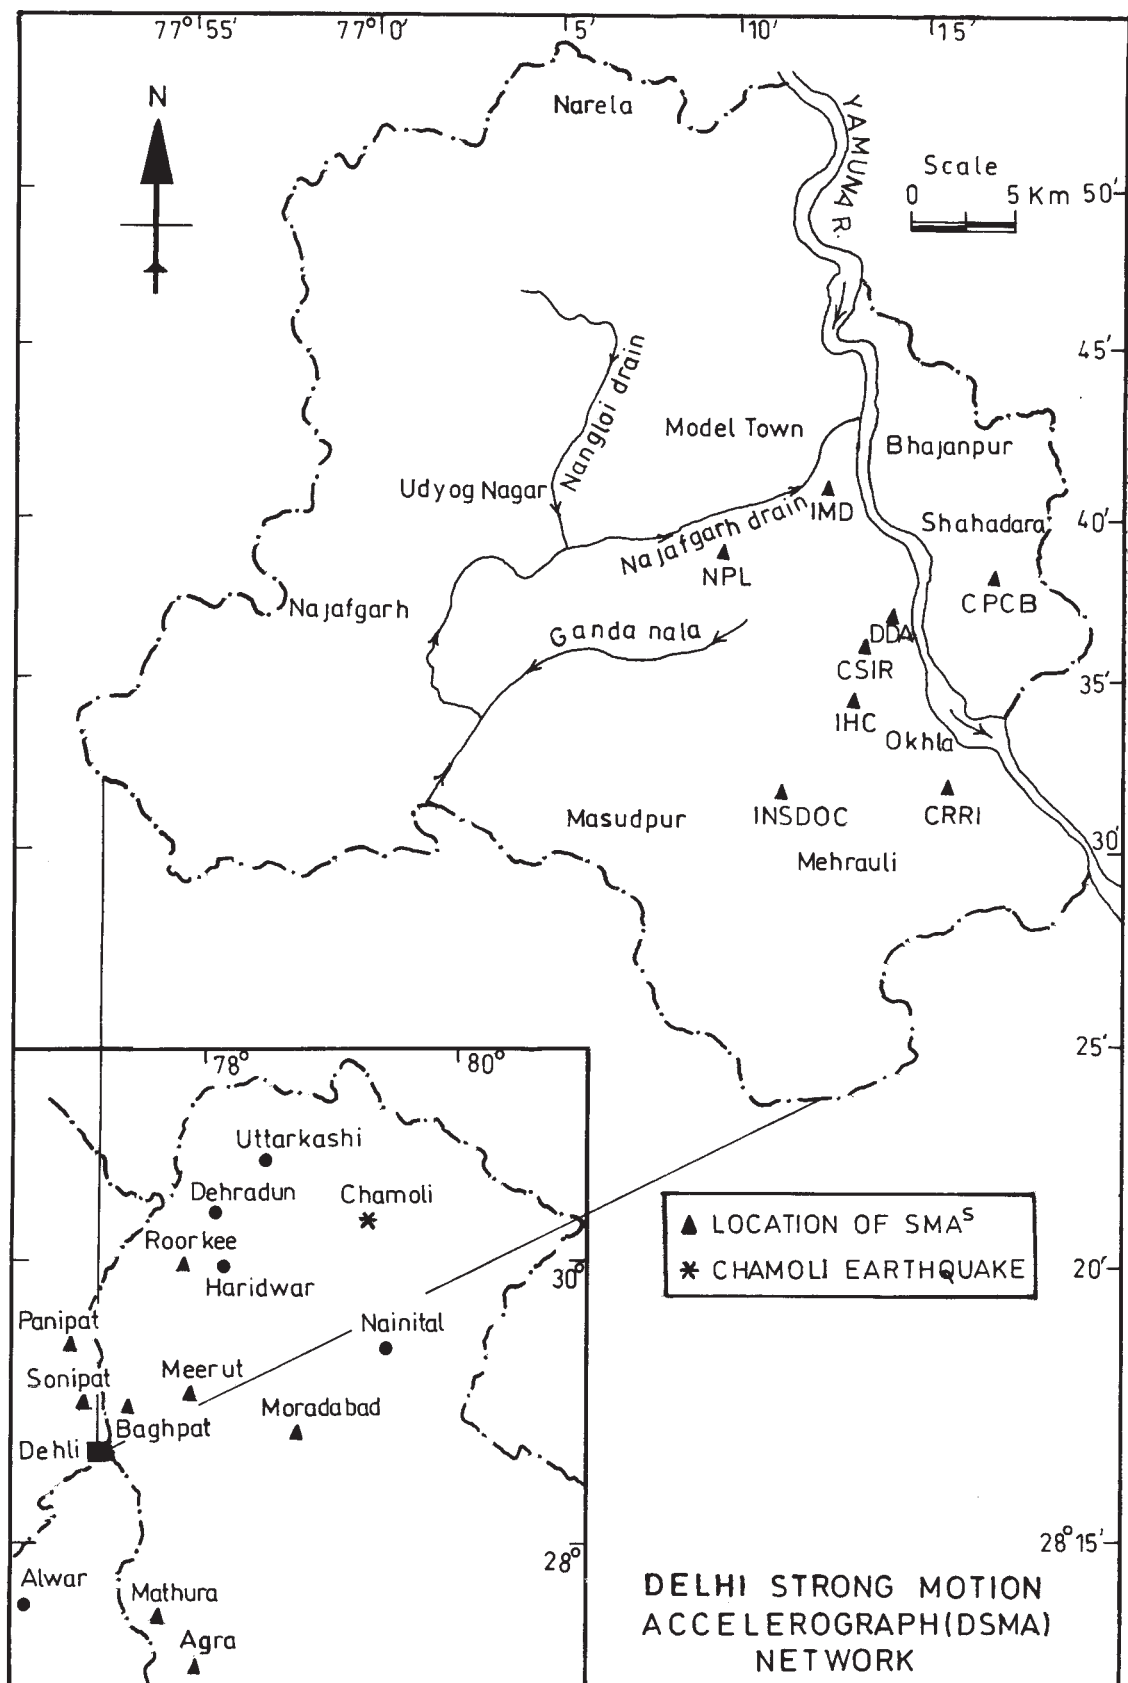 77°55'
77°0'
5'
10'
15'
N
Narela
YAMUNA R.
Scale
0 5 Km
50'
45'
Nangloi drain
Model Town
Bhajanpur
Udyog Nagar
IMD
Najafgarh drain
Shahadara
40'
NPL
CPCB
Najafgarh
Ganda nala
DDA
CSIR
35'
IHC
Okhla
Masudpur
INSDOC
CRRI
30'
Mehrauli
25'
78°
80°
Uttarkashi
Dehradun
Chamoli
Roorkee
Haridwar
30°
Panipat
Nainital
Sonipat
Meerut
Moradabad
Baghpat
Dehli
28°
Alwar
Mathura
Agra
LOCATION OF SMAS
CHAMOLI EARTHQUAKE
20'
28°15'
DELHI STRONG MOTION
ACCELEROGRAPH(DSMA)
NETWORK